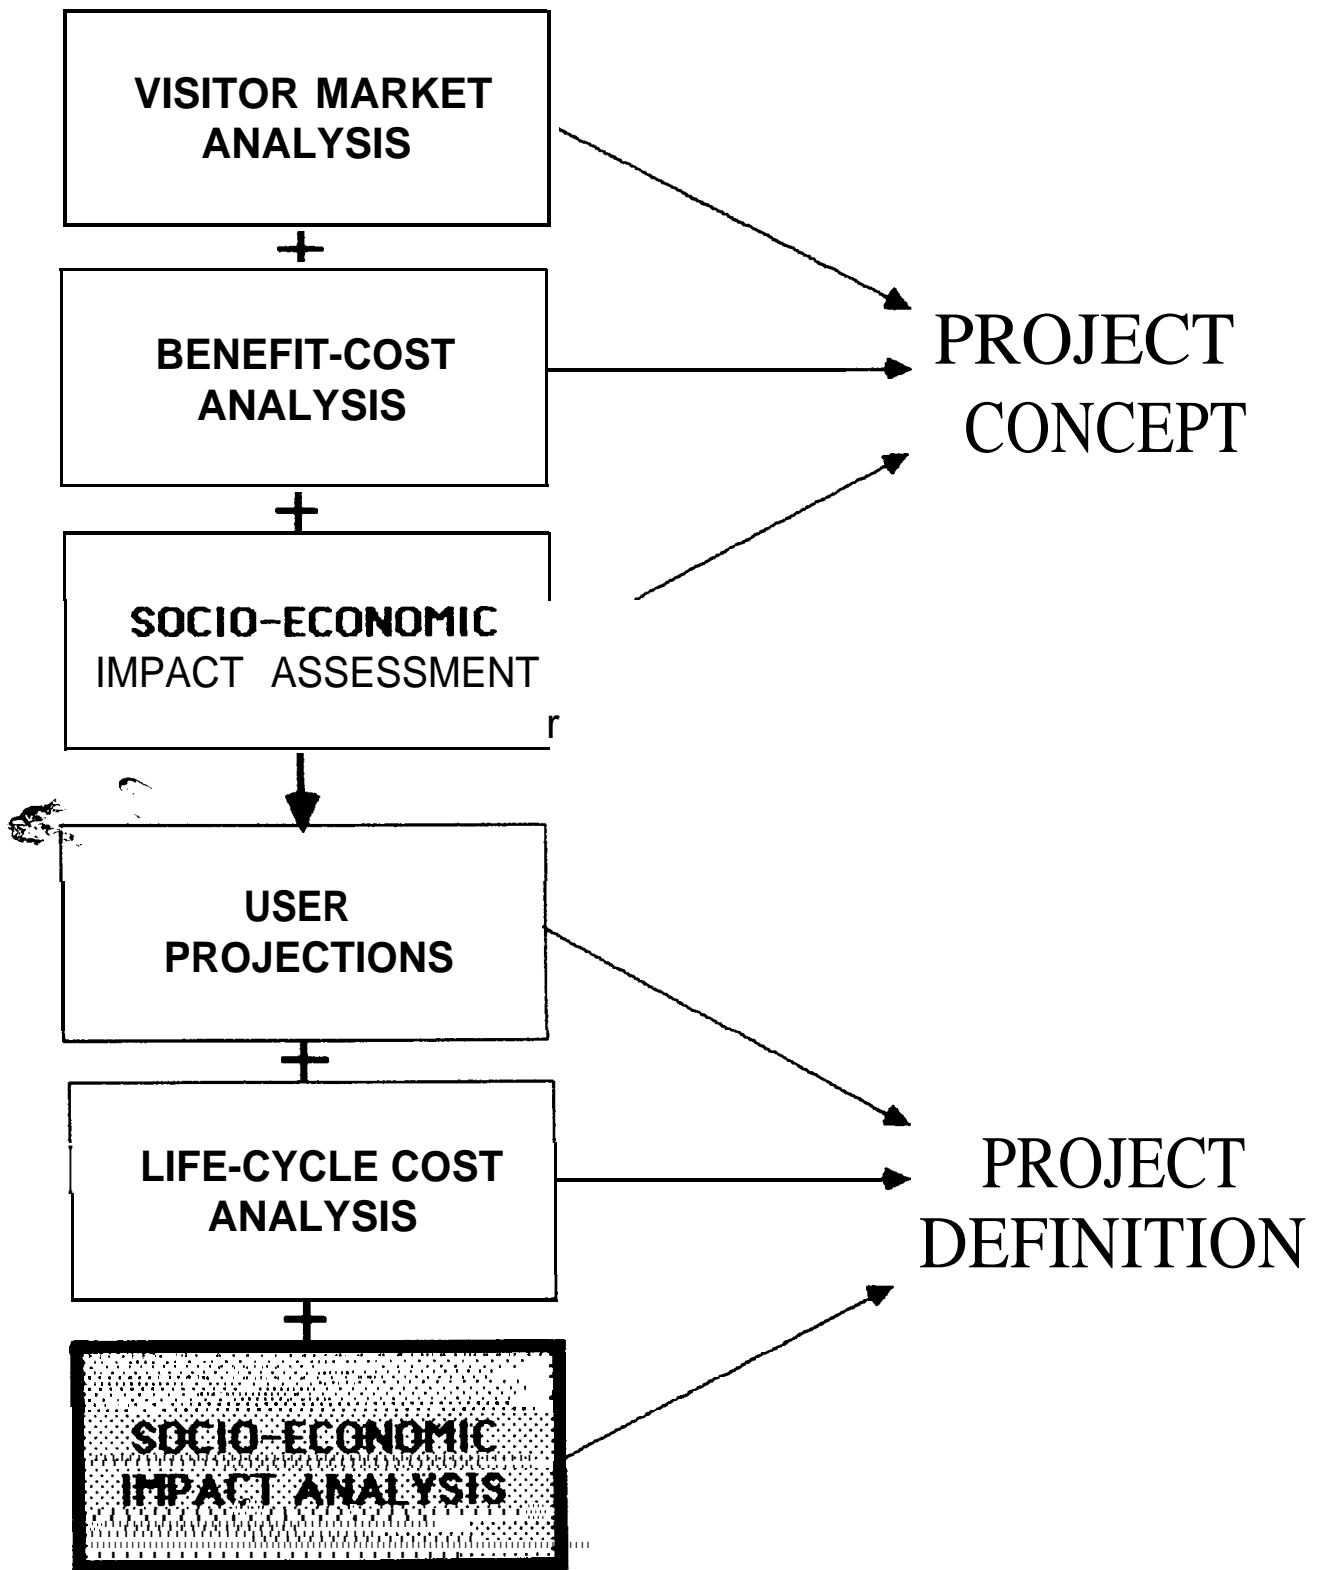 VISITOR MARKET
ANALYSIS
+
BENEFIT-COST
ANALYSIS
PROJECT
CONCEPT
+
SOCIO-ECONOMIC
IMPACT ASSESSMENT
r
USER
PROJECTIONS
+
LIFE-CYCLE COST
ANALYSIS
PROJECT
DEFINITION
+
SOCIO-ECONOMIC
IMPACT ANALYSIS